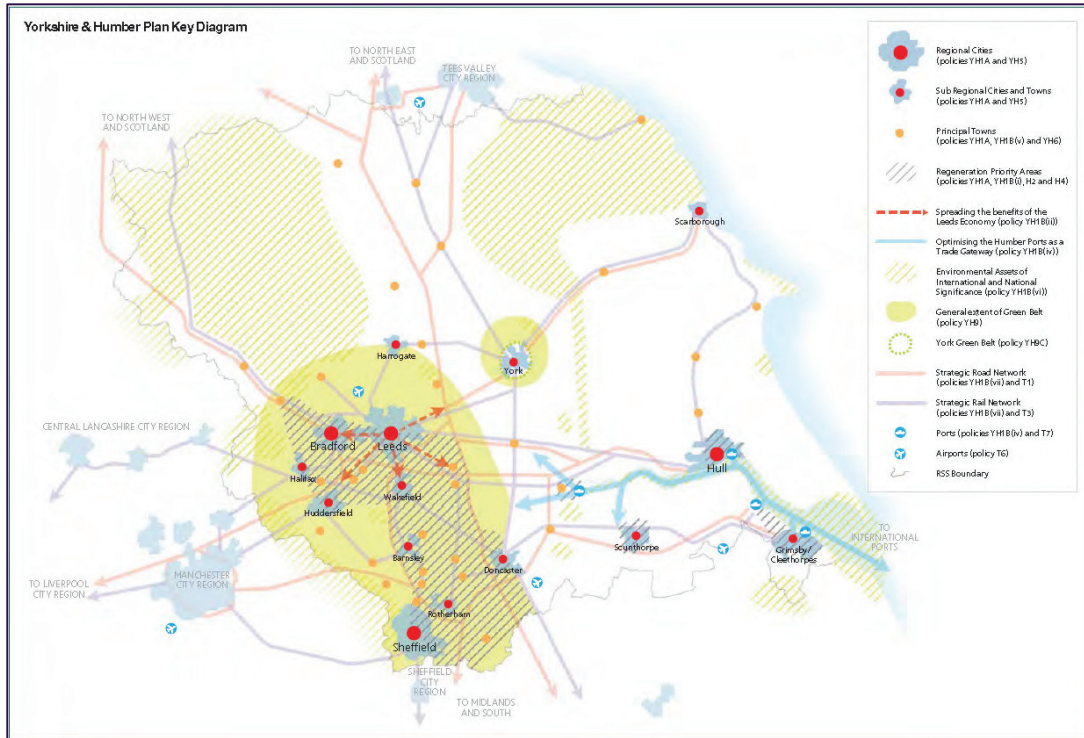 Yorkshire & Humber Plan Key Diagram
TO NORTH EAST
AND SCOTLAND
TEES VALLEY
CITY REGION
TO NORTH WEST
AND SCOTLAND
Scarborough
Harrogate
York
CENTRAL LANCASHIRE CITY REGION
Bradford
Leeds
Hull
Halifax
Wakefield
Huddersfield
TO
INTERNATIONAL
PORTS
Scunthorpe
Grimsby/
Cleethorpes
Barnsley
Doncaster
MANCHESTER
CITY REGION
TO LIVERPOOL
CITY REGION
Rotherham
Sheffield
SHEFFIELD
CITY
REGION
TO MIDLANDS
AND SOUTH
Regional Cities
(policies YH1A and YH5)
Sub Regional Cities and Towns
(policies YH1A and YH5)
Principal Towns
(policies YH1A, YH1B(v) and YH6)
Regeneration Priority Areas
(policies YH1A, YH1B(i), H2 and H4)
Spreading the benefits of the
Leeds Economy (policy YH1B(ii))
Optimising the Humber Ports as a
Trade Gateway (policy YH1B(iv))
Environmental Assets of
International and National
Significance (policy YH1B(vi))
General extent of Green Belt
(policy YH9)
York Green Belt (policy YH9C)
Strategic Road Network
(policies YH1B(vii) and T1)
Strategic Rail Network
(policies YH1B(vii) and T3)
Ports (policies YH1B(iv) and T7)
Airports (policy T6)
RSS Boundary